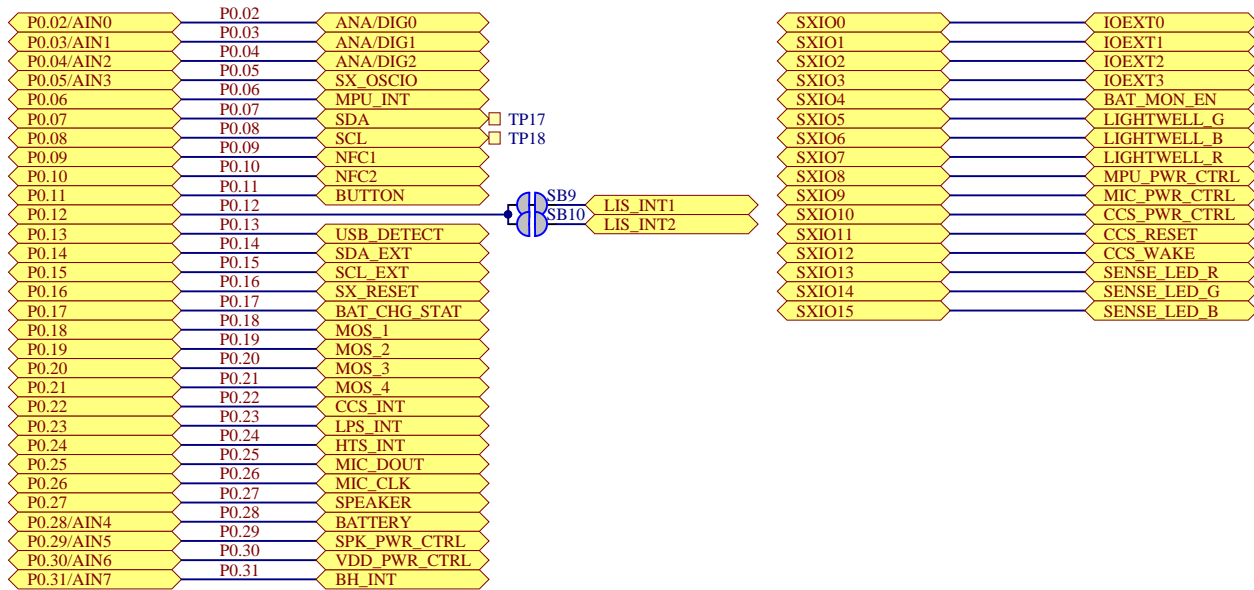 P0.02/AIN0 P0.02 ANA/DIG0
P0.03/AIN1 P0.03 ANA/DIG1
P0.04/AIN2 P0.04 ANA/DIG2
P0.05/AIN3 P0.05 SX_OSCIO
P0.06 P0.06 MPU_INT
P0.07 P0.07 SDA TP17
P0.08 P0.08 SCL TP18
P0.09 P0.09 NFC1
P0.10 P0.10 NFC2
P0.11 P0.11 BUTTON
P0.12 P0.12 SB9 LIS_INT1
SB10 LIS_INT2
P0.13 P0.13 USB_DETECT
P0.14 P0.14 SDA_EXT
P0.15 P0.15 SCL_EXT
P0.16 P0.16 SX_RESET
P0.17 P0.17 BAT_CHG_STAT
P0.18 P0.18 MOS_1
P0.19 P0.19 MOS_2
P0.20 P0.20 MOS_3
P0.21 P0.21 MOS_4
P0.22 P0.22 CCS_INT
P0.23 P0.23 LPS_INT
P0.24 P0.24 HTS_INT
P0.25 P0.25 MIC_DOUT
P0.26 P0.26 MIC_CLK
P0.27 P0.27 SPEAKER
P0.28/AIN4 P0.28 BATTERY
P0.29/AIN5 P0.29 SPK_PWR_CTRL
P0.30/AIN6 P0.30 VDD_PWR_CTRL
P0.31/AIN7 P0.31 BH_INT
SXIO0 IOEXT0
SXIO1 IOEXT1
SXIO2 IOEXT2
SXIO3 IOEXT3
SXIO4 BAT_MON_EN
SXIO5 LIGHTWELL_G
SXIO6 LIGHTWELL_B
SXIO7 LIGHTWELL_R
SXIO8 MPU_PWR_CTRL
SXIO9 MIC_PWR_CTRL
SXIO10 CCS_PWR_CTRL
SXIO11 CCS_RESET
SXIO12 CCS_WAKE
SXIO13 SENSE_LED_R
SXIO14 SENSE_LED_G
SXIO15 SENSE_LED_B